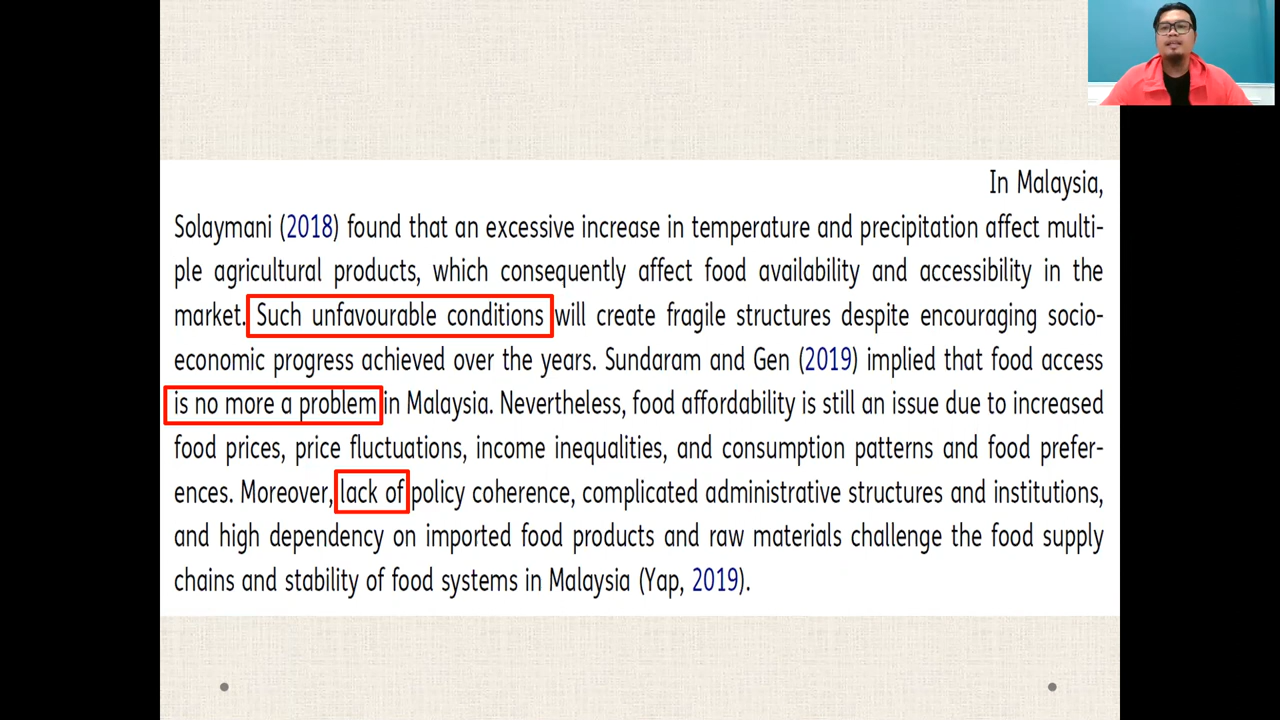 In Malaysia,
Solaymani (2018) found that an excessive increase in temperature and precipitation affect multi-
ple agricultural products, which consequently affect food availability and accessibility in the
market. Such unfavourable conditions will create fragile structures despite encouraging socio-
economic progress achieved over the years. Sundaram and Gen (2019) implied that food access
is no more a problem in Malaysia. Nevertheless, food affordability is still an issue due to increased
food prices, price fluctuations, income inequalities, and consumption patterns and food prefer-
ences. Moreover, lack of policy coherence, complicated administrative structures and institutions,
and high dependency on imported food products and raw materials challenge the food supply
chains and stability of food systems in Malaysia (Yap, 2019).